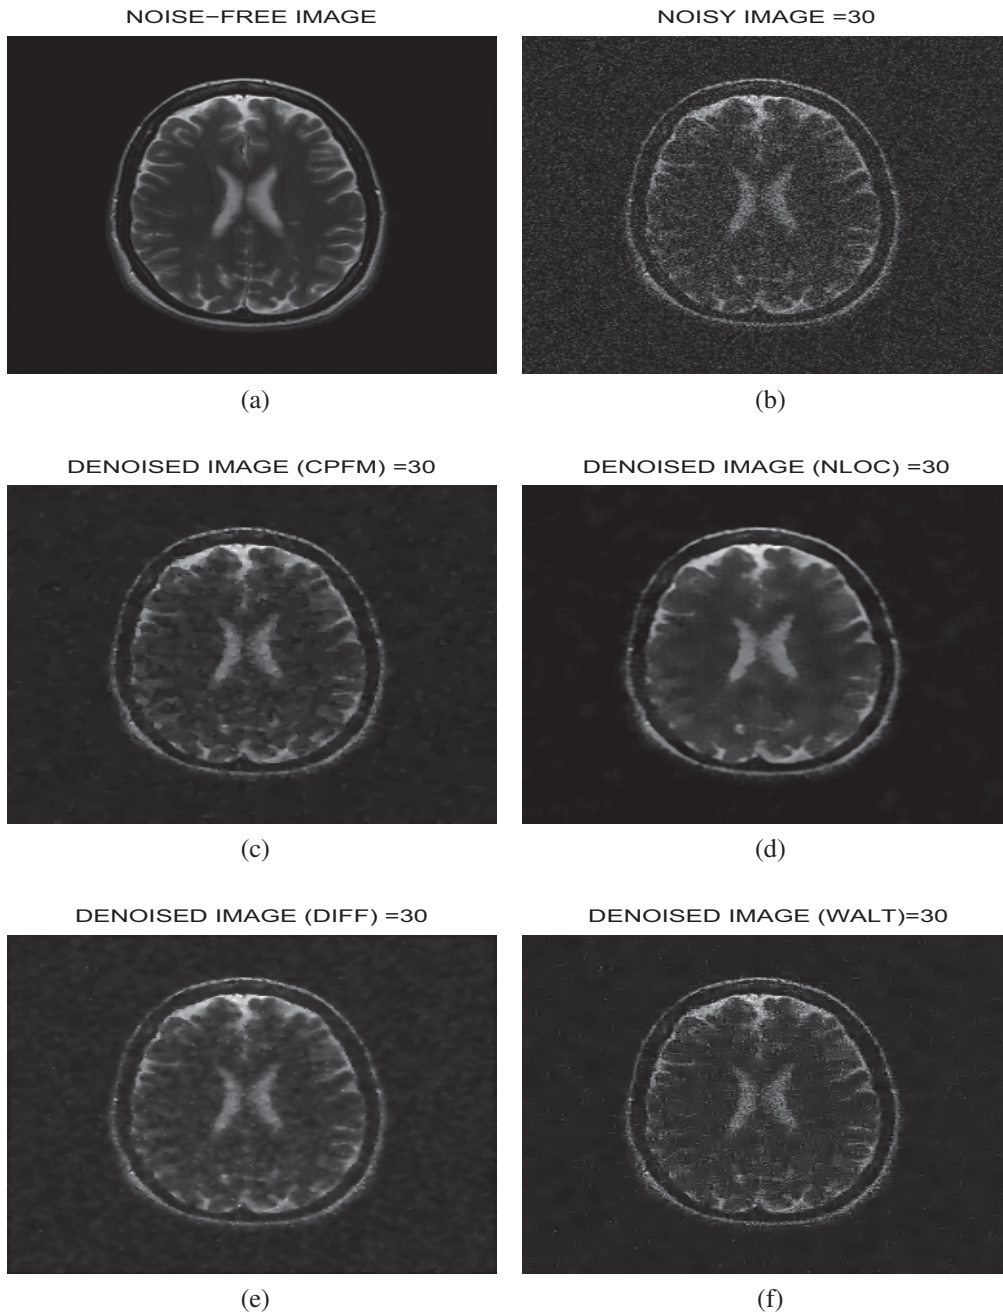 NOISE−FREE IMAGE
NOISY IMAGE =30
(a)
(b)
DENOISED IMAGE (CPFM) =30
DENOISED IMAGE (NLOC) =30
(c)
(d)
DENOISED IMAGE (DIFF) =30
DENOISED IMAGE (WALT)=30
(e)
(f)